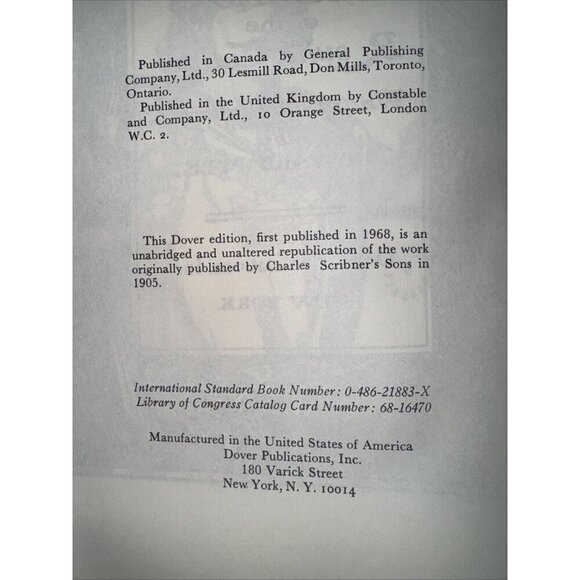 Published in Canada by General Publishing
Company, Ltd., 30 Lesmill Road, Don Mills, Toronto,
Ontario.
Published in the United Kingdom by Constable
and Company, Ltd., 10 Orange Street, London
W.C. 2.
This Dover edition, first published in 1968, is an
unabridged and unaltered republication of the work
originally published by Charles Scribner's Sons in
1905.
International Standard Book Number: 0-486-21883-X
Library of Congress Catalog Card Number: 68-16470
Manufactured in the United States of America
Dover Publications, Inc.
180 Varick Street
New York, N. Y. 10014